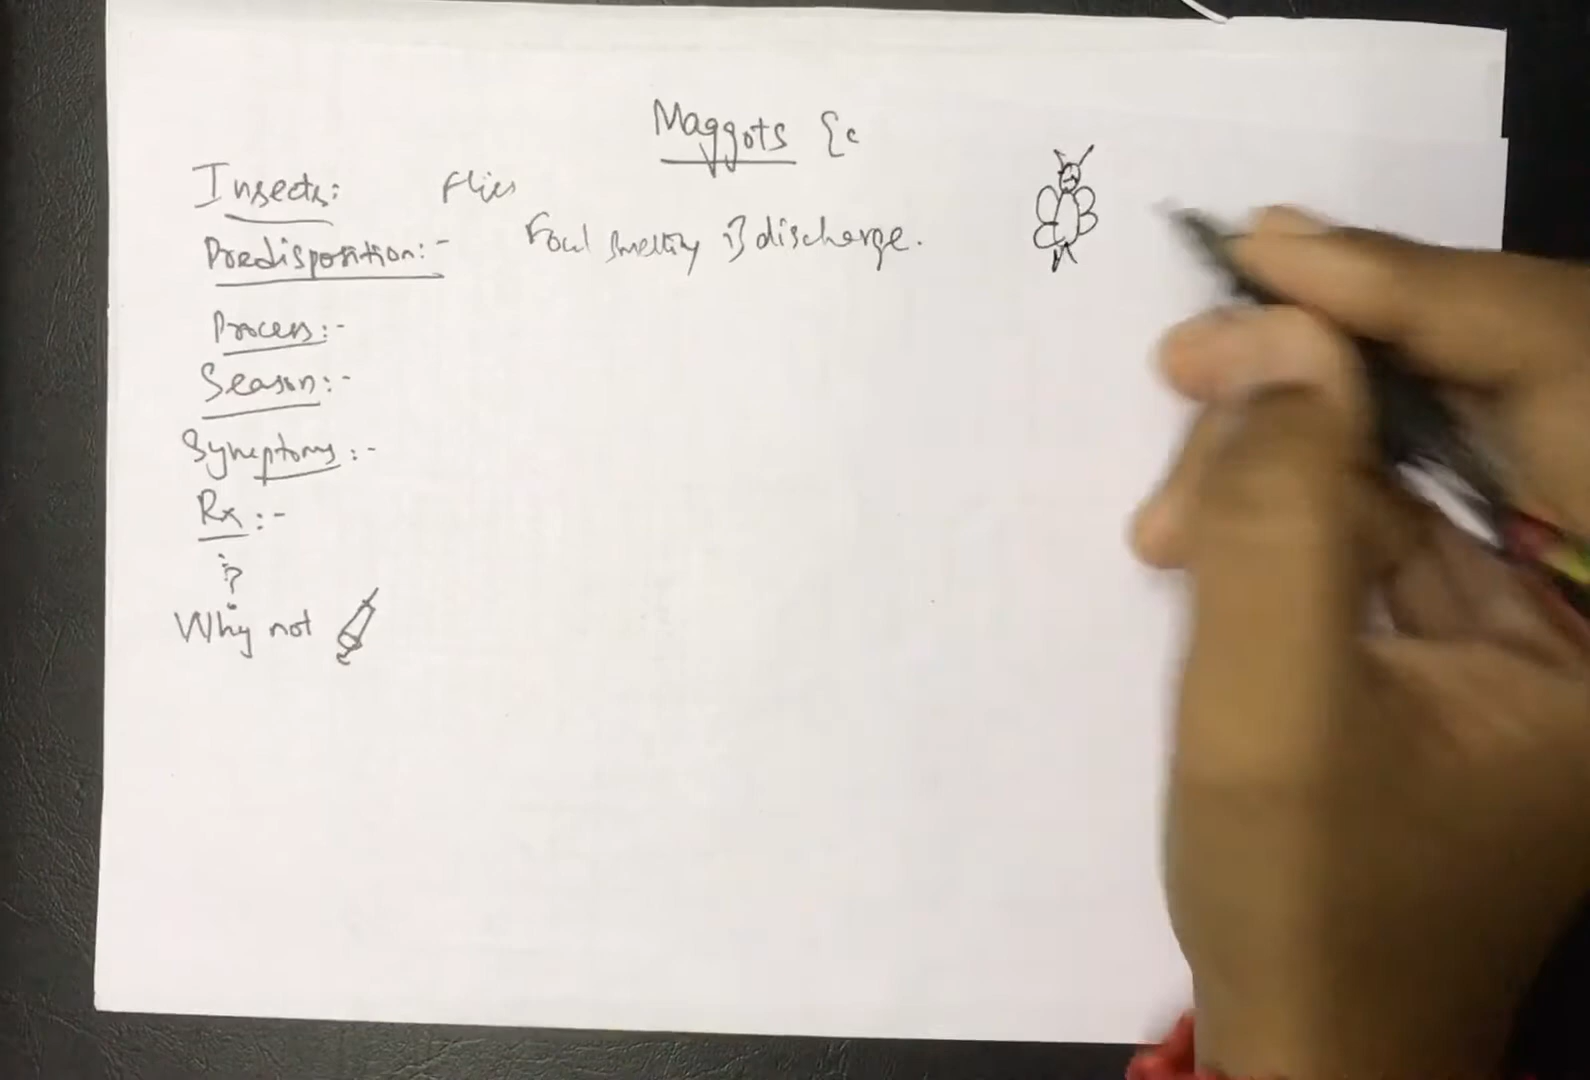 Maggots {c
Insects: flies
Predisposition:- Foul smelling discharge.
Process:-
Season:-
Symptoms:-
Rx:-
?
Why not